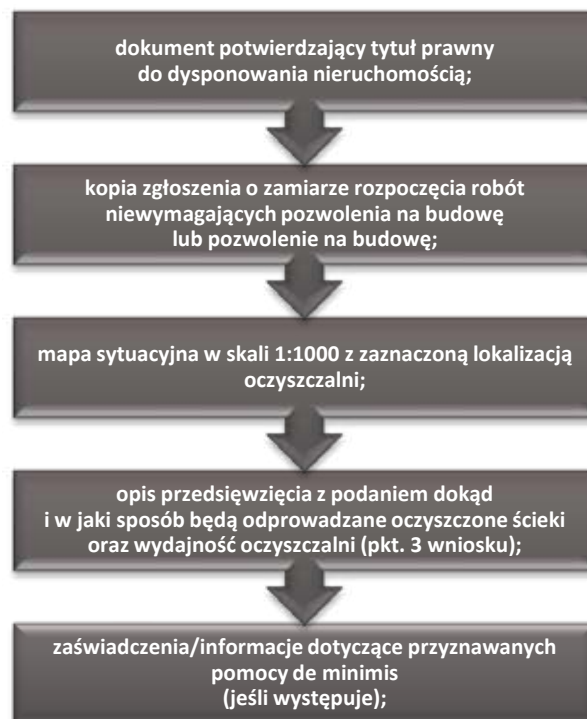 dokument potwierdzający tytuł prawny
do dysponowania nieruchomością;
kopia zgłoszenia o zamiarze rozpoczęcia robót
niewymagających pozwolenia na budowę
lub pozwolenie na budowę;
mapa sytuacyjna w skali 1:1000 z zaznaczoną lokalizacją
oczyszczalni;
opis przedsięwzięcia z podaniem dokąd
i w jaki sposób będą odprowadzane oczyszczone ścieki
oraz wydajność oczyszczalni (pkt. 3 wniosku);
zaświadczenia/informacje dotyczące przyznawanych
pomocy de minimis
(jeśli występuje);